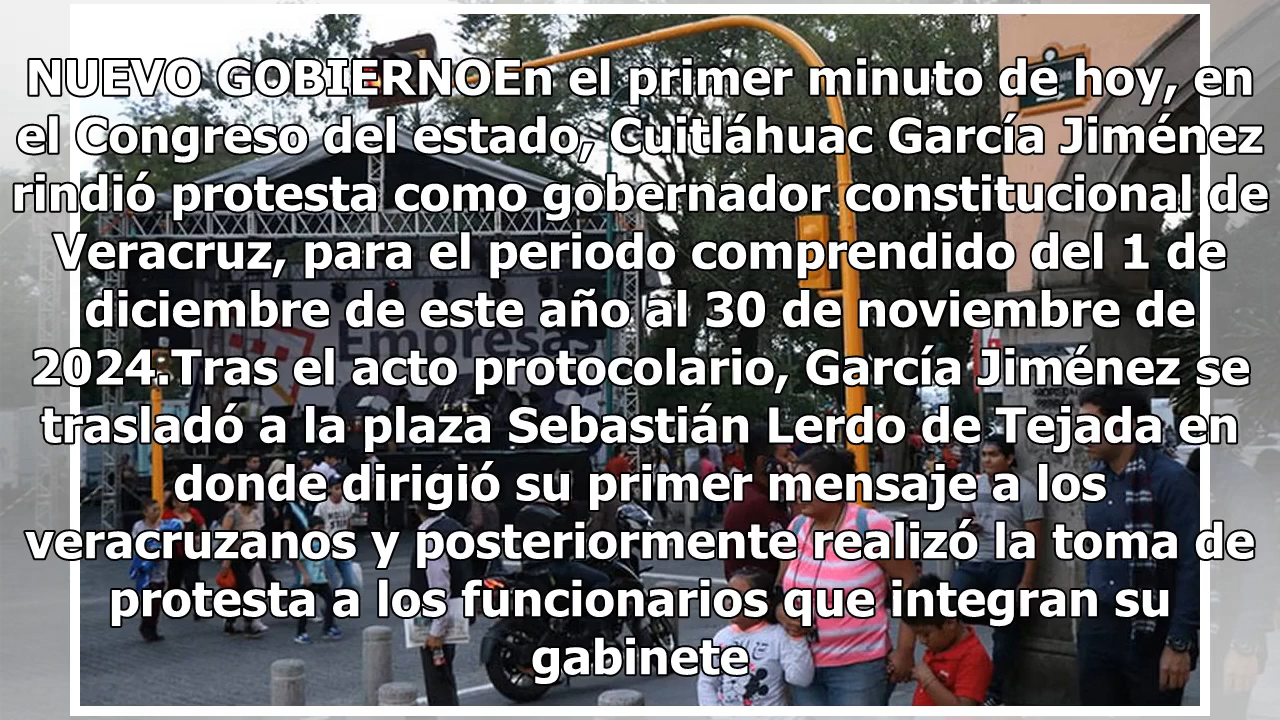 NUEVO GOBIERNOEn el primer minuto de hoy, en
el Congreso del estado, Cuitláhuac García Jiménez
rindió protesta como gobernador constitucional de
Veracruz, para el periodo comprendido del 1 de
diciembre de este año al 30 de noviembre de
2024.Tras el acto protocolario, García Jiménez se
trasladó a la plaza Sebastián Lerdo de Tejada en
donde dirigió su primer mensaje a los
veracruzanos y posteriormente realizó la toma de
protesta a los funcionarios que integran su
gabinete
Empresas